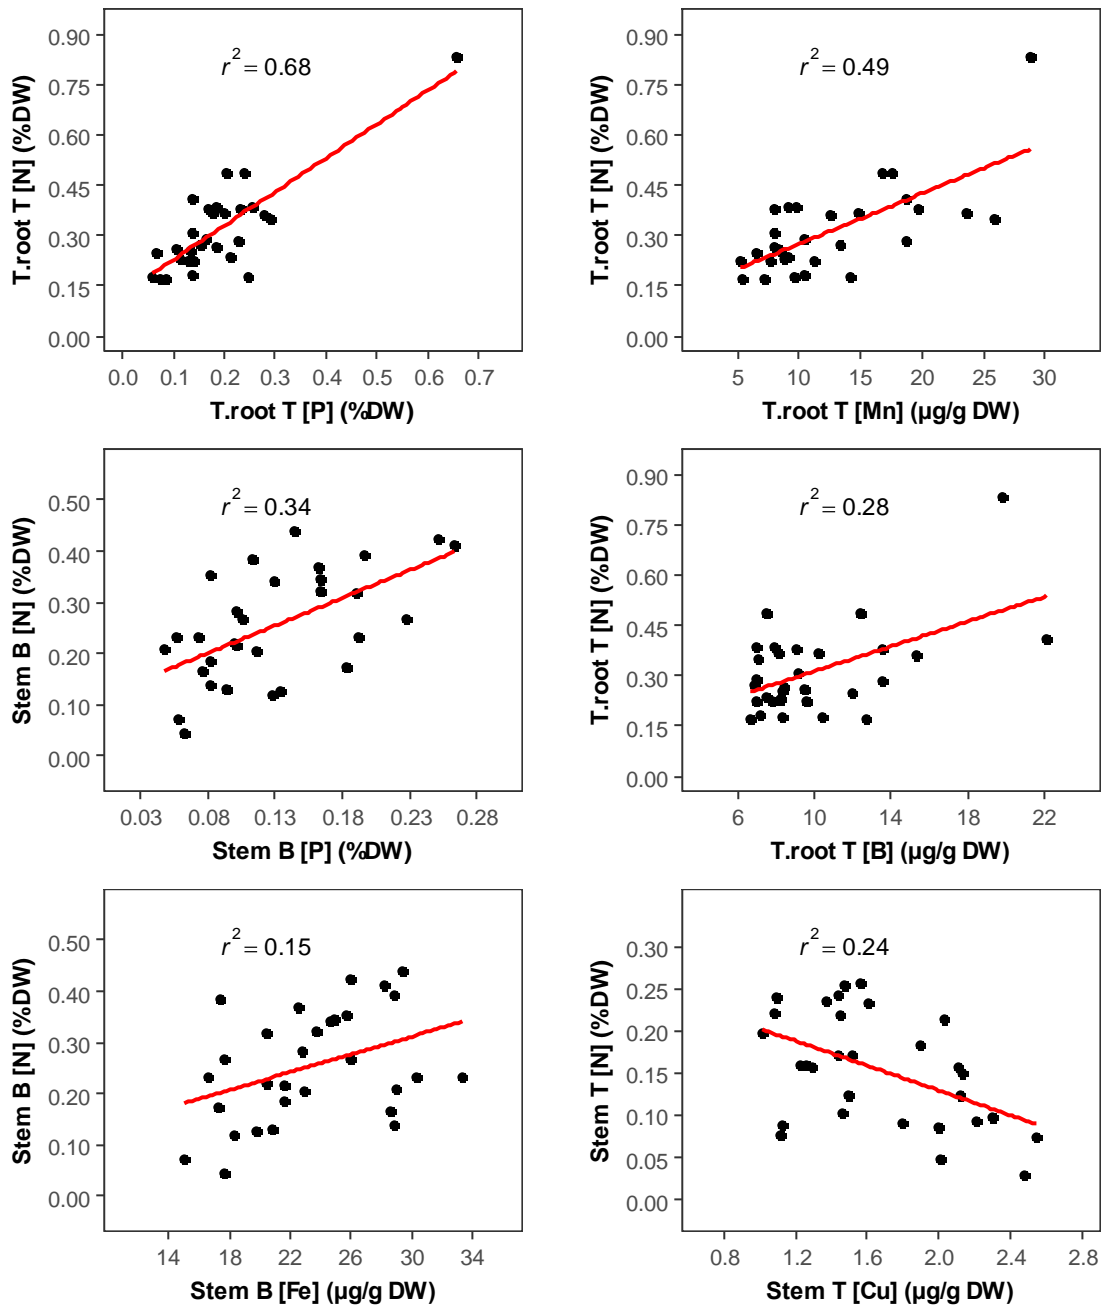 r² = 0.68
T.root T [N] (%DW)
0.90
0.75
0.60
0.45
0.30
0.15
0.00
0.0 0.1 0.2 0.3 0.4 0.5 0.6 0.7
T.root T [P] (%DW)
r² = 0.49
T.root T [N] (%DW)
0.90
0.75
0.60
0.45
0.30
0.15
0.00
5 10 15 20 25 30
T.root T [Mn] (µg/g DW)
r² = 0.34
Stem B [N] (%DW)
0.50
0.40
0.30
0.20
0.10
0.00
0.03 0.08 0.13 0.18 0.23 0.28
Stem B [P] (%DW)
r² = 0.28
T.root T [N] (%DW)
0.90
0.75
0.60
0.45
0.30
0.15
0.00
6 10 14 18 22
T.root T [B] (µg/g DW)
r² = 0.15
Stem B [N] (%DW)
0.50
0.40
0.30
0.20
0.10
0.00
14 18 22 26 30 34
Stem B [Fe] (µg/g DW)
r² = 0.24
Stem T [N] (%DW)
0.30
0.25
0.20
0.15
0.10
0.05
0.00
0.8 1.2 1.6 2.0 2.4 2.8
Stem T [Cu] (µg/g DW)